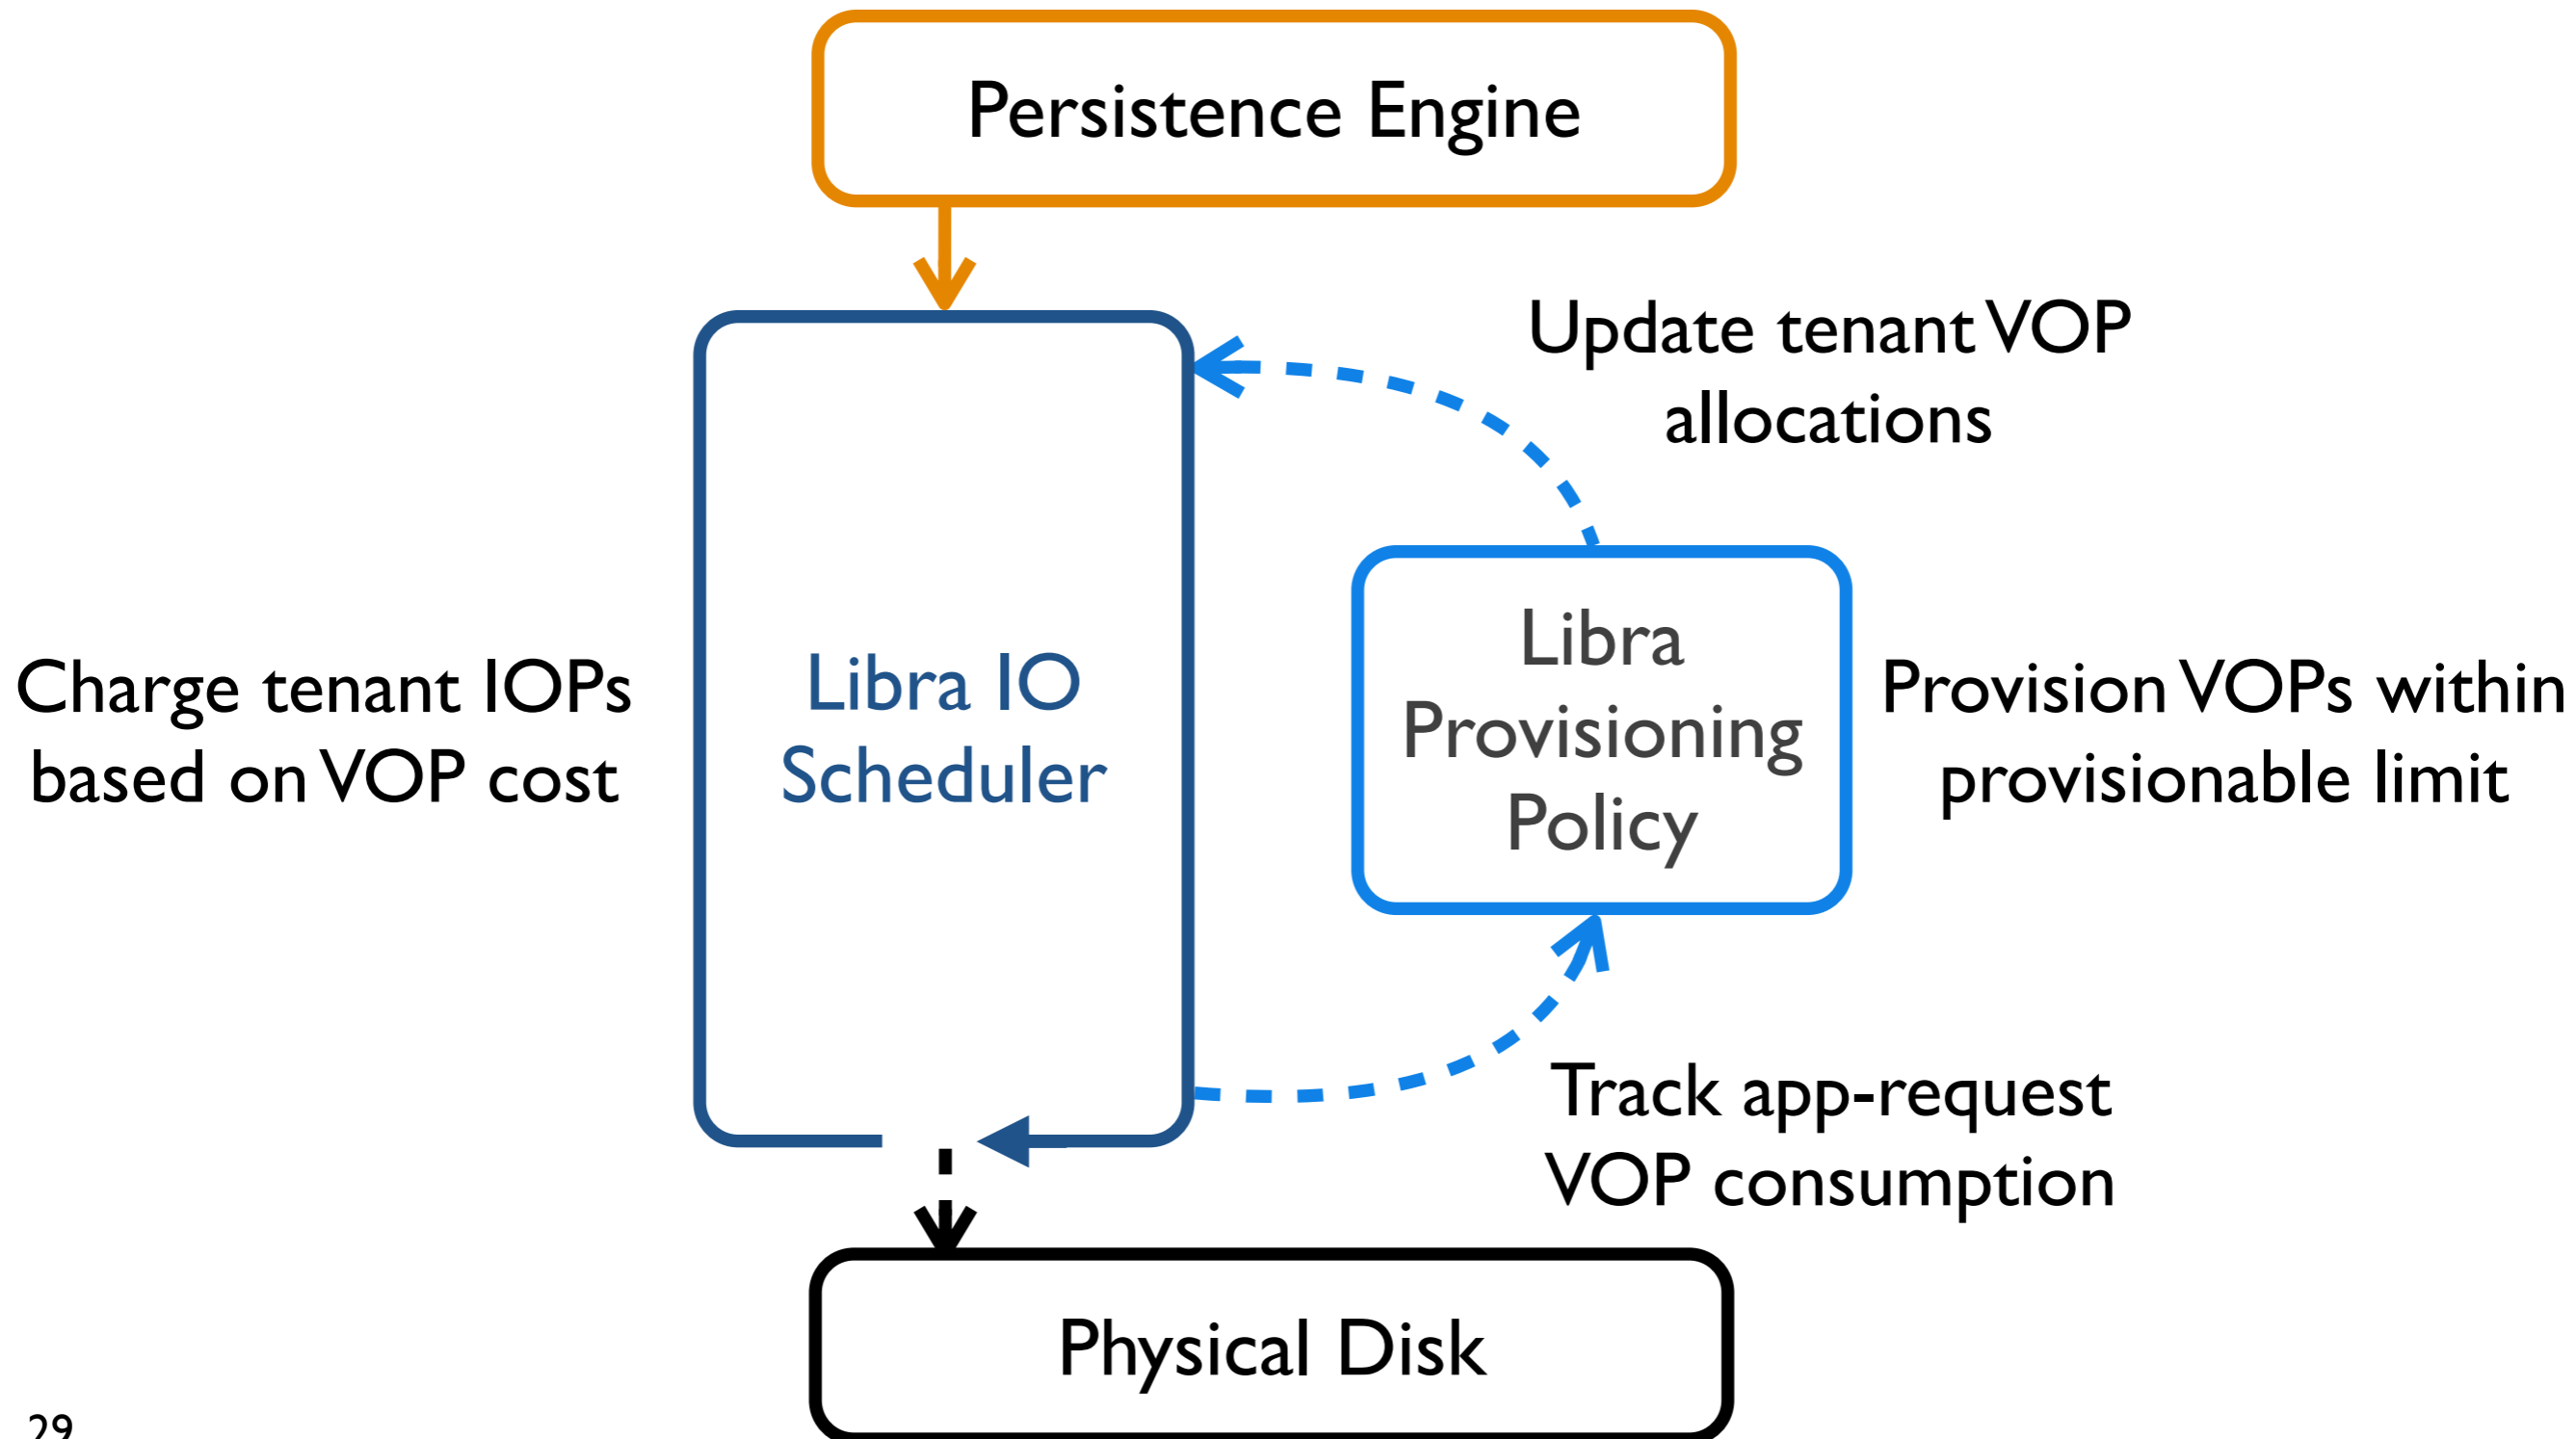 Persistence Engine
Update tenant VOP
allocations
Charge tenant IOPs
based on VOP cost
Libra IO
Scheduler
Libra
Provisioning
Policy
Provision VOPs within
provisionable limit
Track app-request
VOP consumption
Physical Disk
29